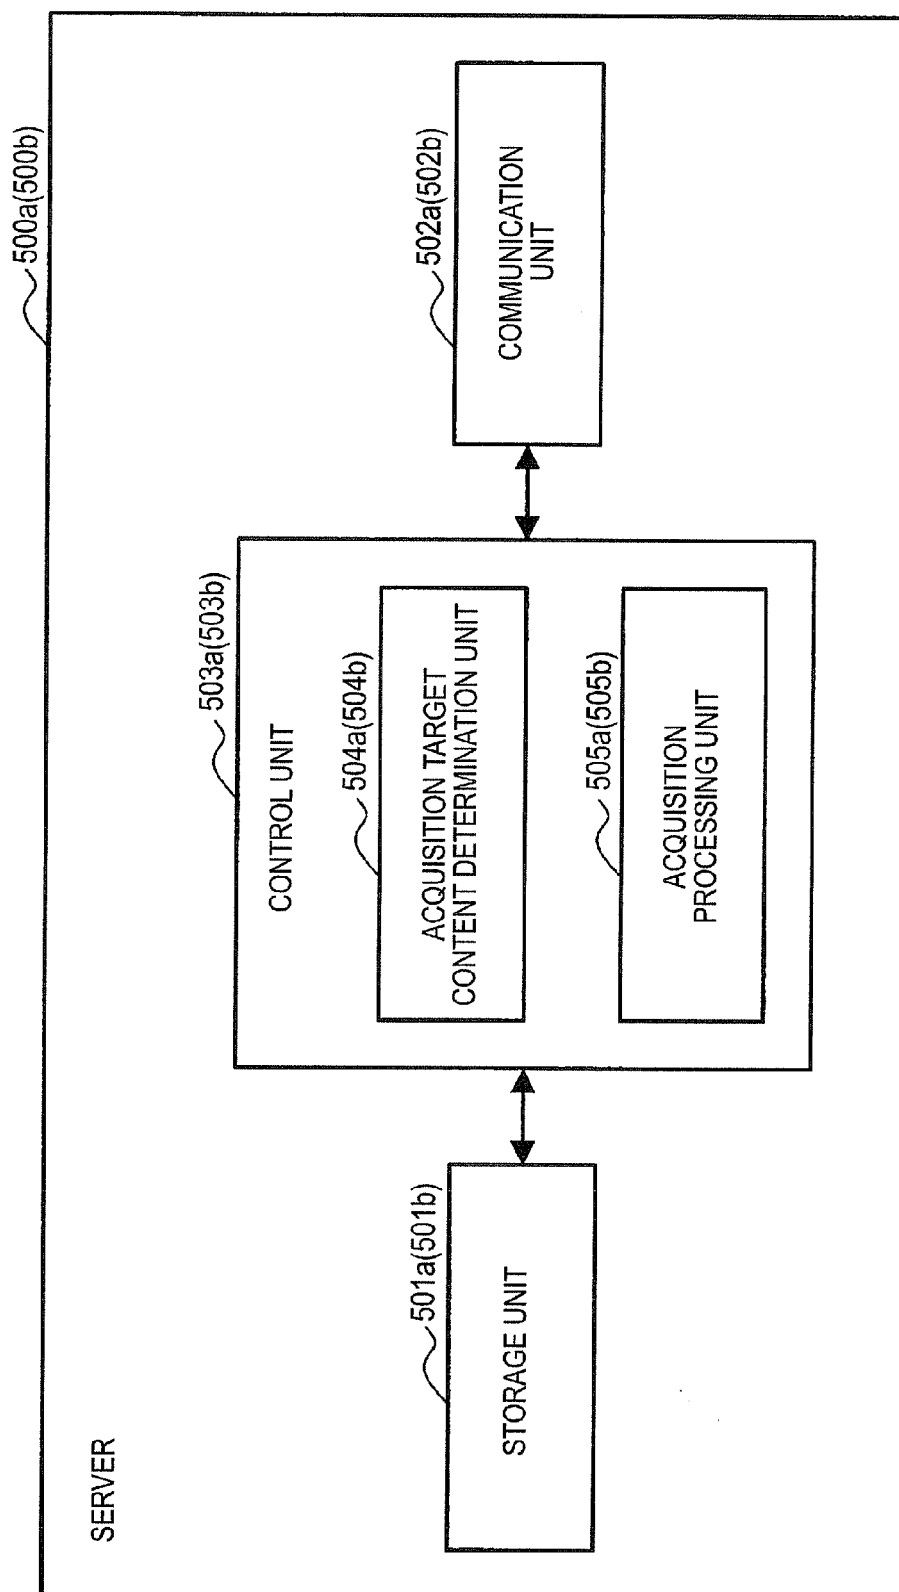 500a(500b)
SERVER
503a(503b)
CONTROL UNIT
501a(501b)
STORAGE UNIT
504a(504b)
ACQUISITION TARGET
CONTENT DETERMINATION UNIT
502a(502b)
COMMUNICATION
UNIT
505a(505b)
ACQUISITION
PROCESSING UNIT